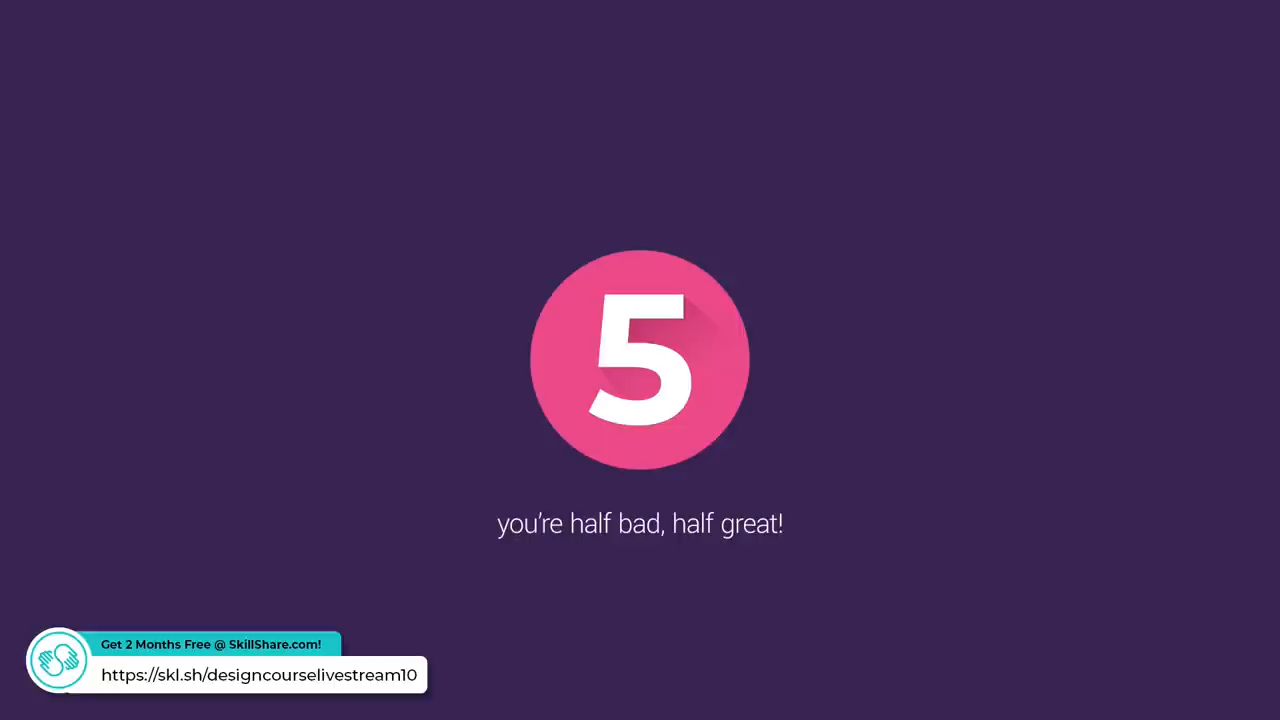 5
you're half bad, half great!
Get 2 Months Free @ SkillShare.com!
https://skl.sh/designcourselivestream10